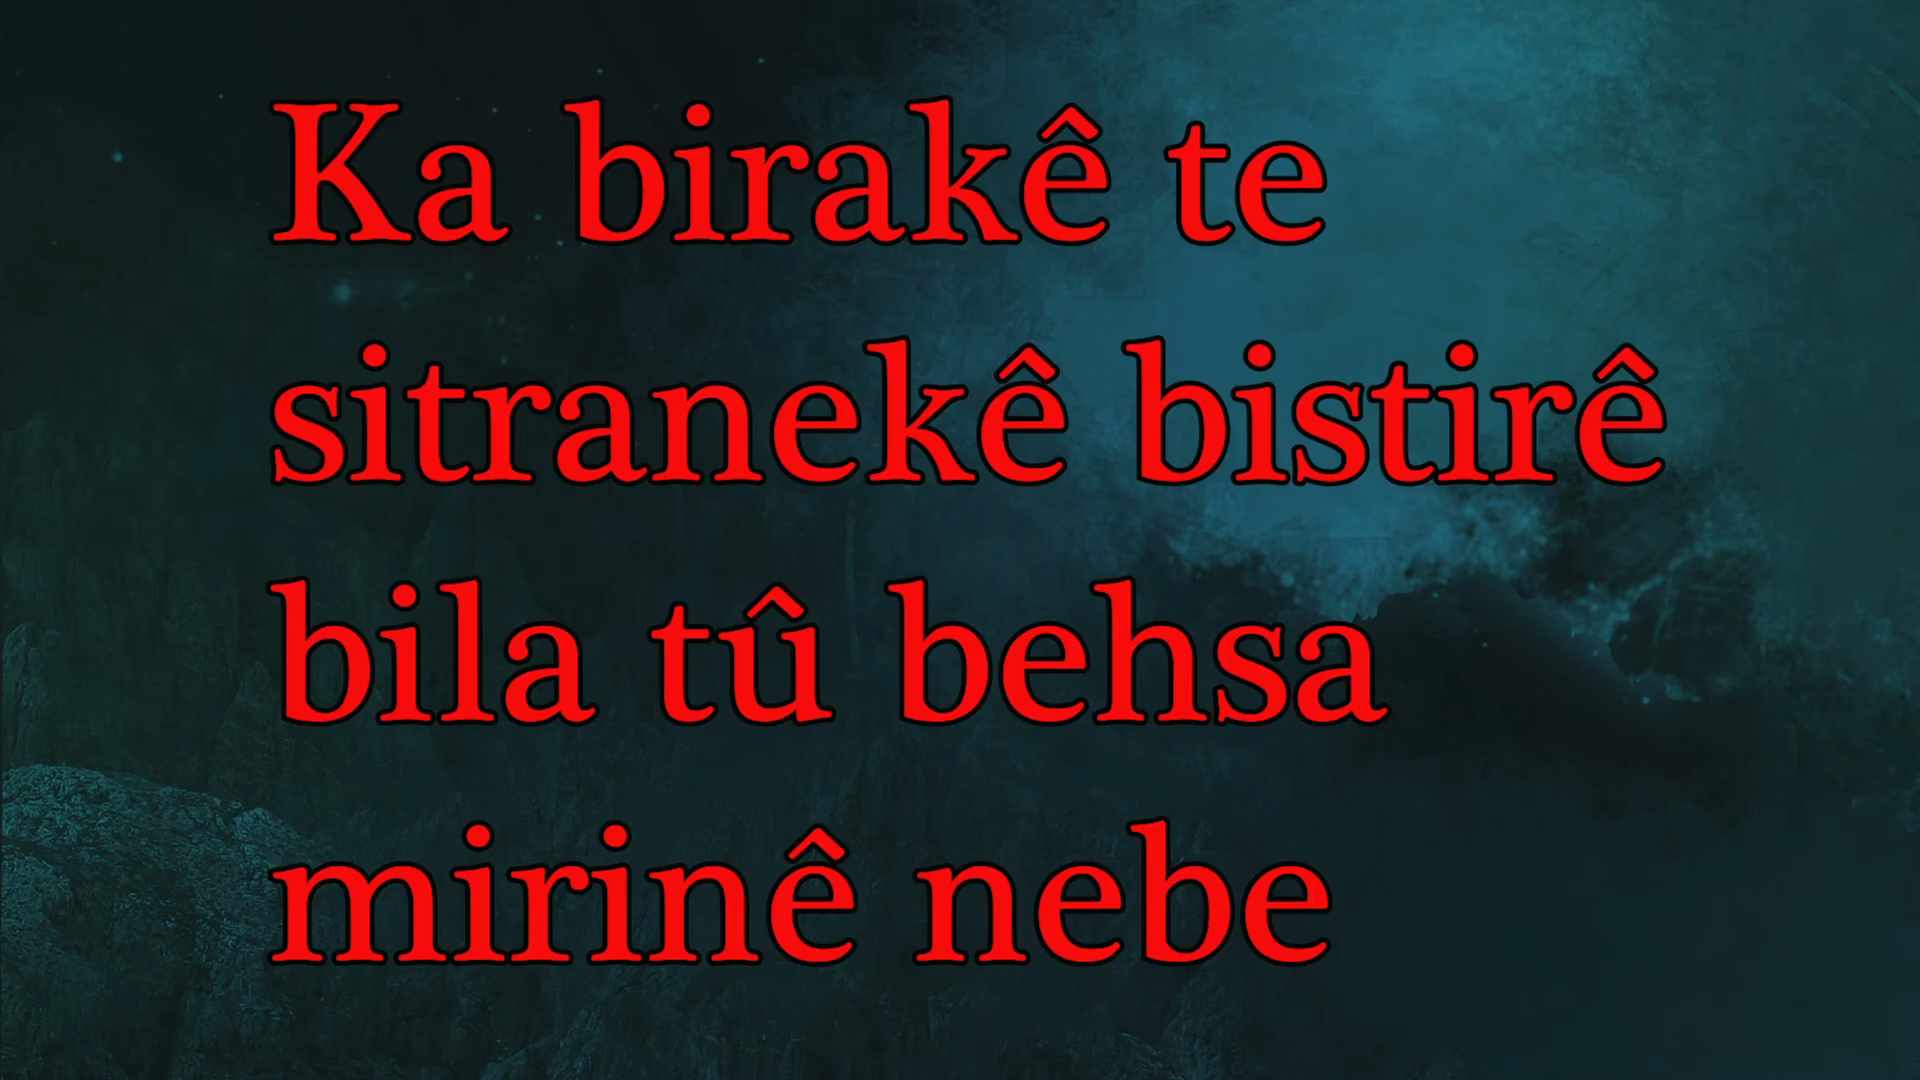 Ka birakê te
sitranekê bistirê
bila tû behsa
mirinê nebe